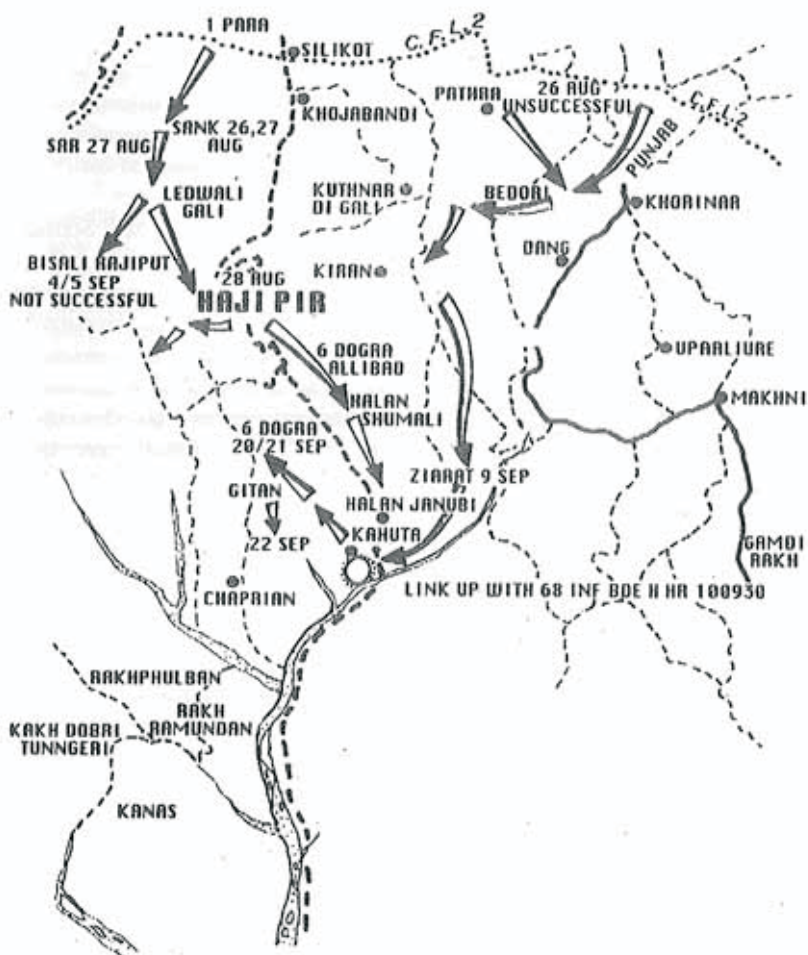 1 PARA
SILIKOT
C.F.L.2
KHOJABANDI
PATHRA
26 AUG
UNSUCCESSFUL
C.F.L.2
PUNJAB
SAR 27 AUG
SANK 26,27
AUG
LEDWALI
GALI
KUTHNAR
DI GALI
BEDORI
KHORINAR
DANG
BISALI RAJIPUT
4/5 SEP
NOT SUCCESSFUL
28 AUG
HAJI PIR
KIRAN
6 DOGRA
ALLIBAD
UPARLIURE
HALAN
SHUMALI
MAKHNI
6 DOGRA
20/21 SEP
ZIARAT 9 SEP
GITAN
HALAN JANUBI
22 SEP
KAHUTA
GAMDI
RAKH
CHAPRIAN
LINK UP WITH 68 INF BDE H HR 100930
RAKHPHULBAN
RAKH
RAMUNDAN
KAKH DOBRI
TUNNGERI
KANAS